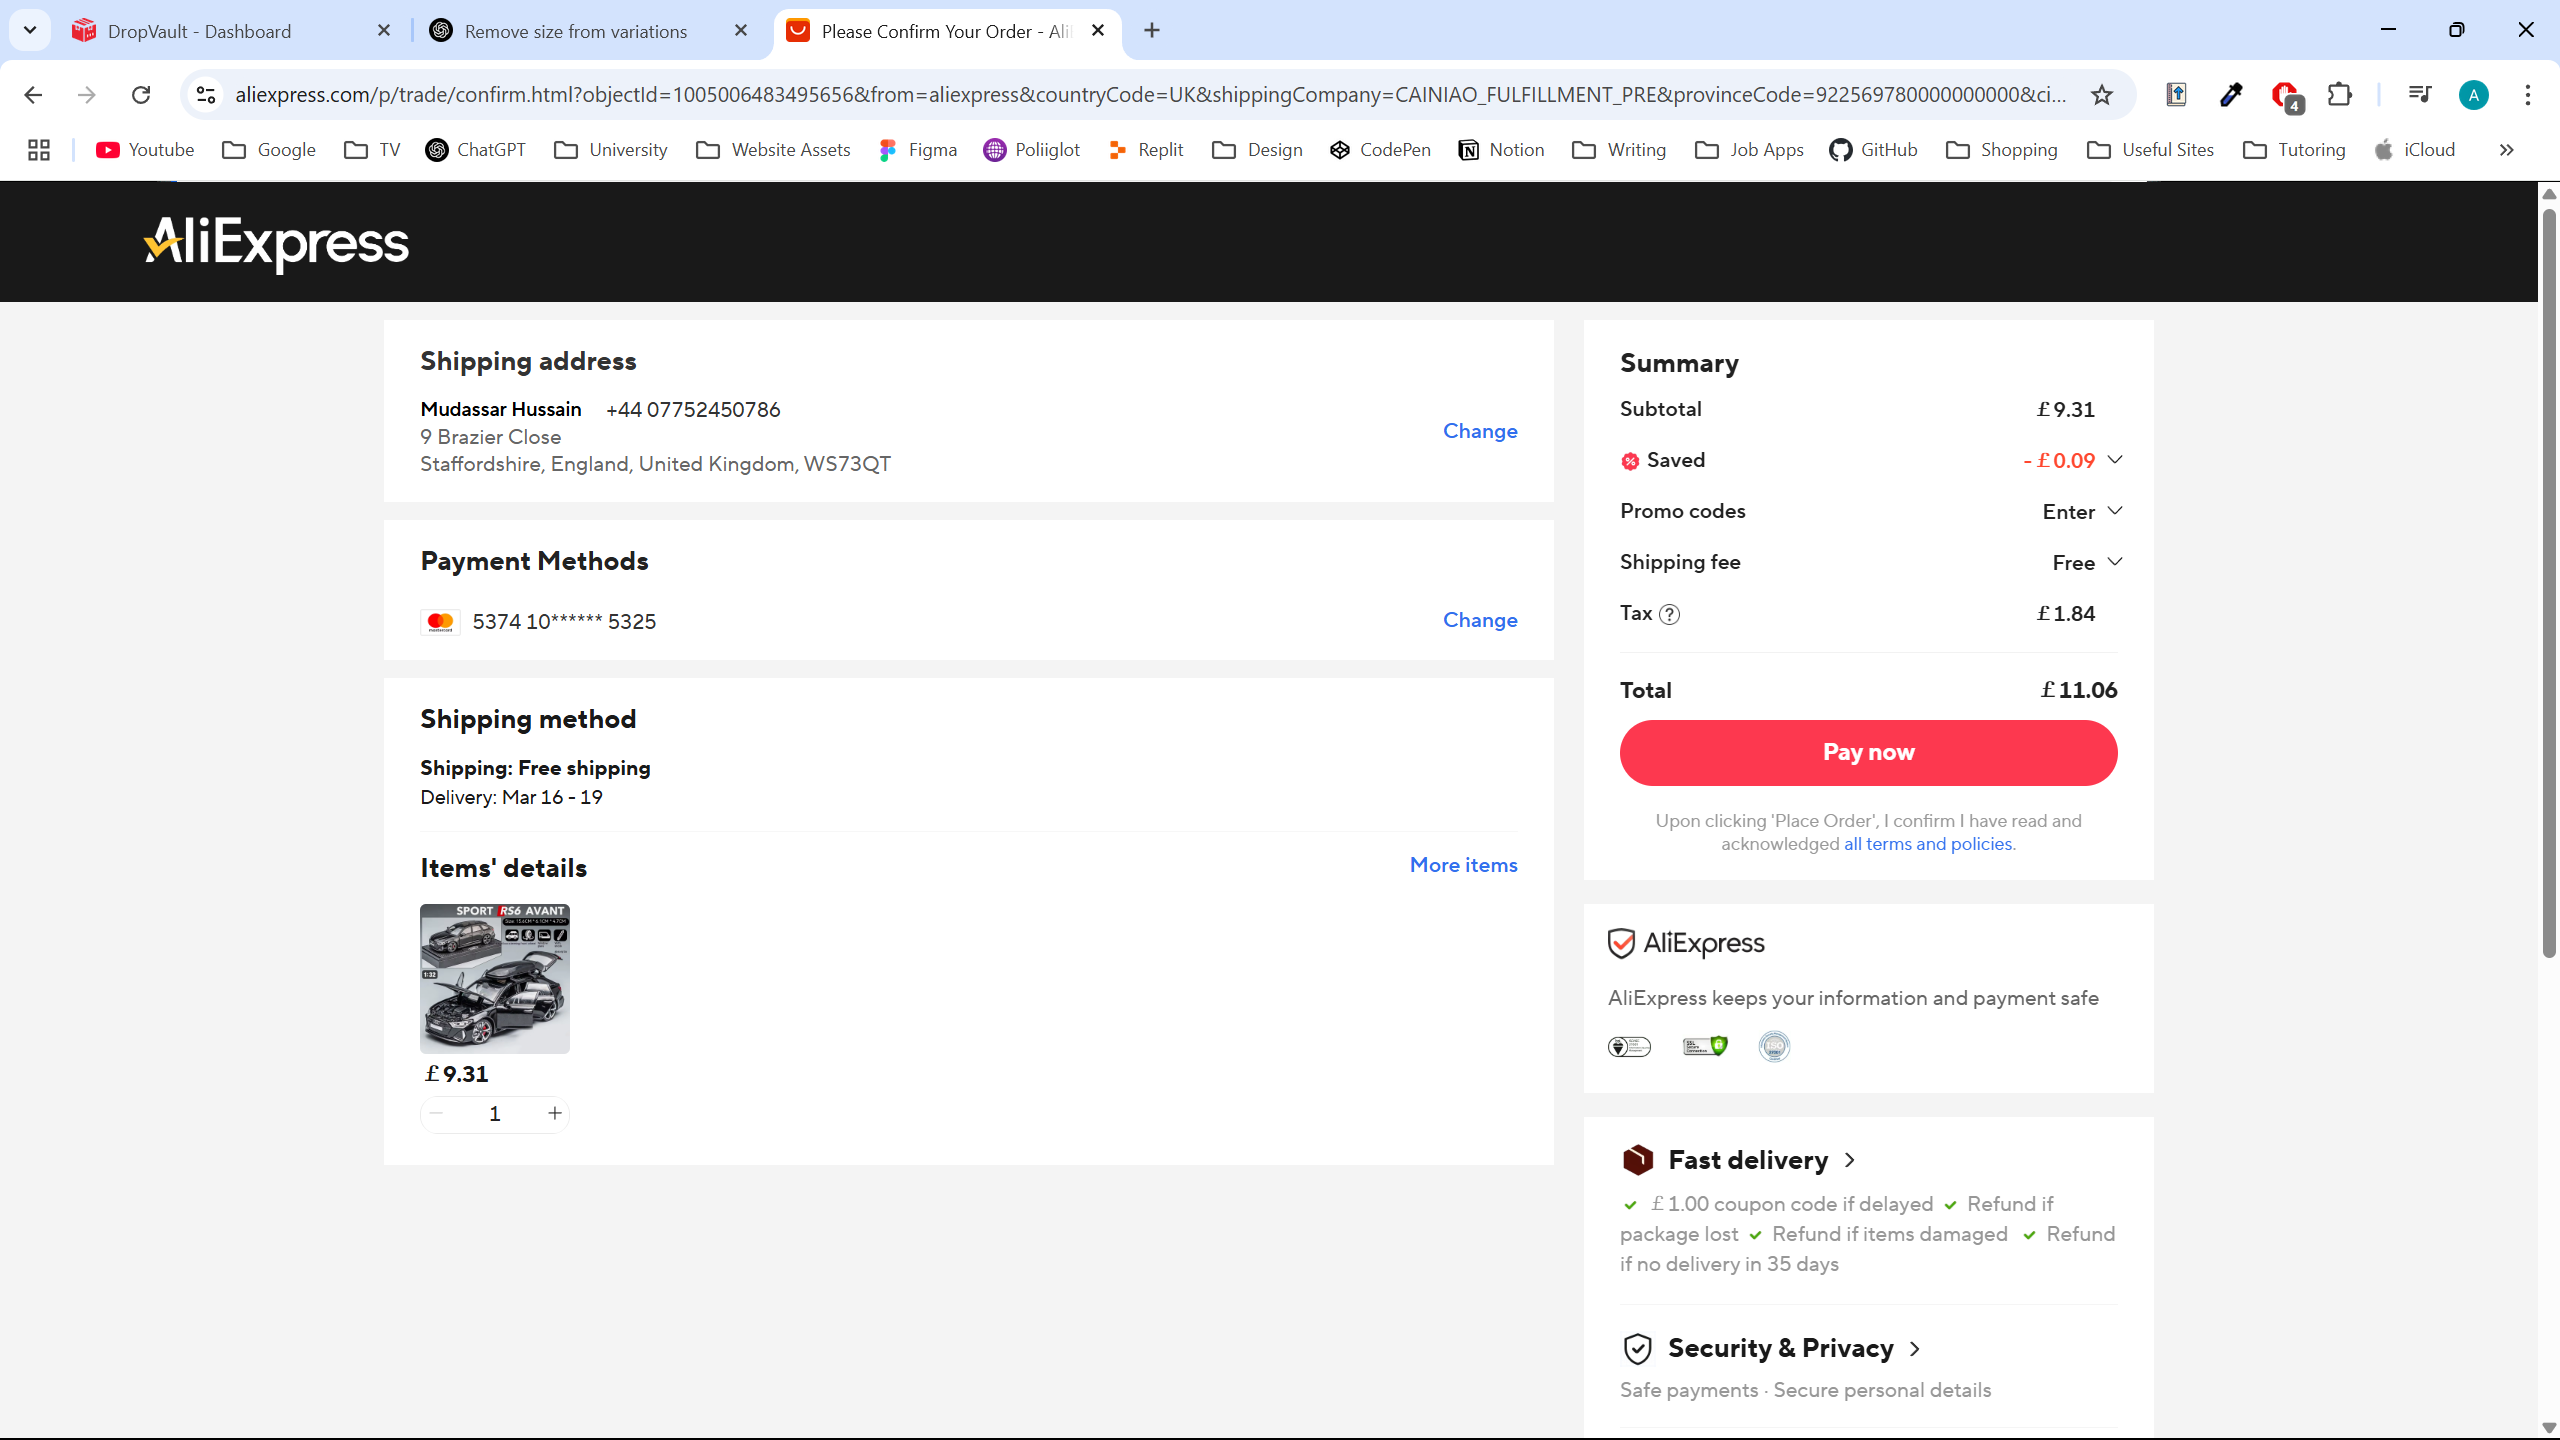 DropVault - Dashboard
Remove size from variations
Please Confirm Your Order - Ali
aliexpress.com/p/trade/confirm.html?objectId=1005006483495656&from=aliexpress&countryCode=UK&shippingCompany=CAINIAO_FULFILLMENT_PRE&provinceCode=922569780000000000&ci...
4
A
Youtube
Google
TV
ChatGPT
University
Website Assets
Figma
Poliiglot
Replit
Design
CodePen
Notion
Writing
Job Apps
GitHub
Shopping
Useful Sites
Tutoring
iCloud
AliExpress
Shipping address
Mudassar Hussain +44 07752450786
9 Brazier Close
Staffordshire, England, United Kingdom, WS73QT
Change
Payment Methods
5374 10****** 5325
Change
Shipping method
Shipping: Free shipping
Delivery: Mar 16 - 19
Items' details
More items
SPORT RS6 AVANT
1:32
£9.31
1
Summary
Subtotal £9.31
Saved -£0.09
Promo codes Enter
Shipping fee Free
Tax ? £1.84
Total £11.06
Pay now
Upon clicking 'Place Order', I confirm I have read and
acknowledged all terms and policies.
AliExpress
AliExpress keeps your information and payment safe
Fast delivery
£1.00 coupon code if delayed Refund if
package lost Refund if items damaged Refund
if no delivery in 35 days
Security & Privacy
Safe payments · Secure personal details